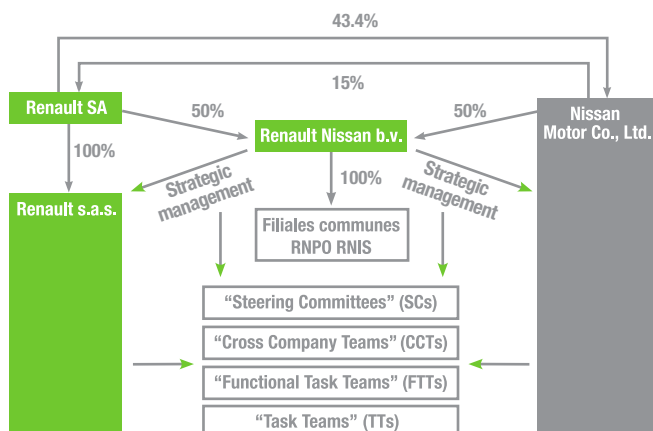 43.4%
15%
Renault SA
50%
50%
Nissan
Motor Co., Ltd.
Renault Nissan b.v.
100%
Strategic
management
100%
Strategic
management
Renault s.a.s.
Filiales communes
RNPO RNIS
“Steering Committees” (SCs)
“Cross Company Teams” (CCTs)
“Functional Task Teams” (FTTs)
“Task Teams” (TTs)